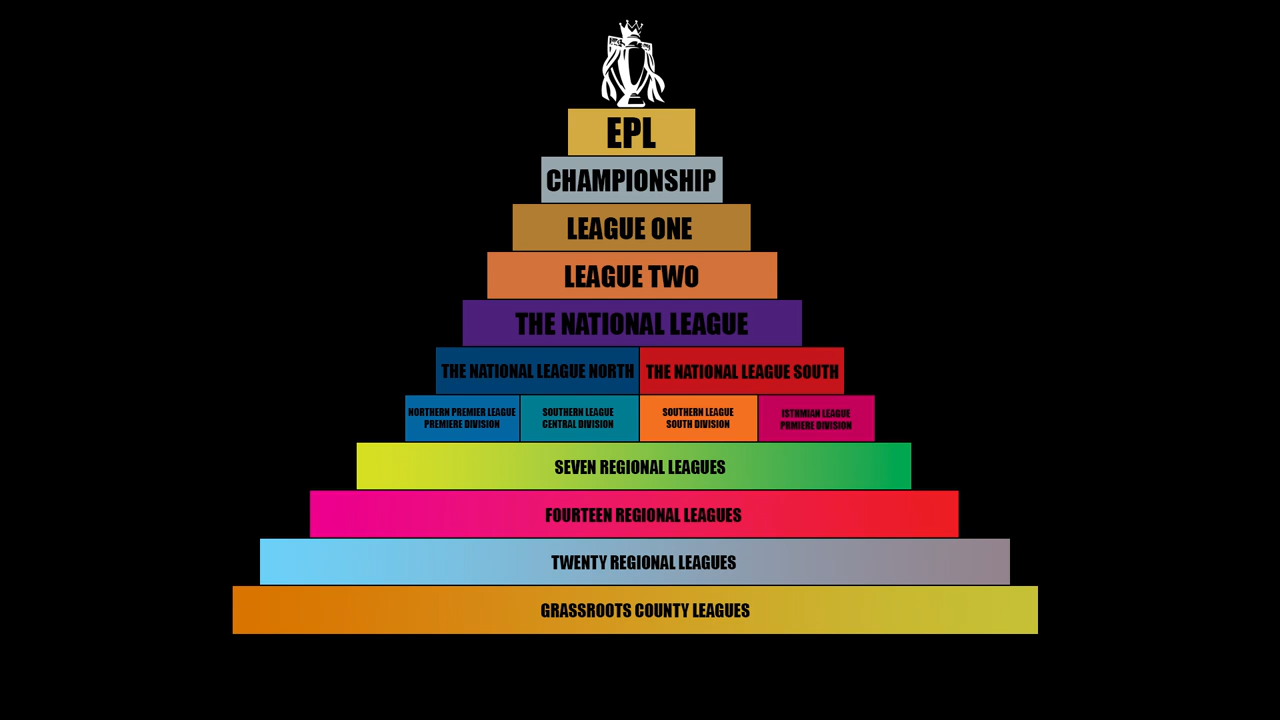 EPL
CHAMPIONSHIP
LEAGUE ONE
LEAGUE TWO
THE NATIONAL LEAGUE
THE NATIONAL LEAGUE NORTH
THE NATIONAL LEAGUE SOUTH
NORTHERN PREMIER LEAGUE
PREMIERE DIVISION
SOUTHERN LEAGUE
CENTRAL DIVISION
SOUTHERN LEAGUE
SOUTH DIVISION
ISTHMIAN LEAGUE
PRMIERE DIVISION
SEVEN REGIONAL LEAGUES
FOURTEEN REGIONAL LEAGUES
TWENTY REGIONAL LEAGUES
GRASSROOTS COUNTY LEAGUES